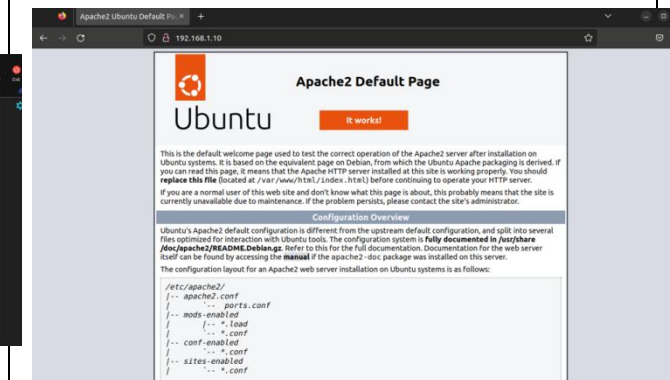 Apache2 Ubuntu Default Pa
192.168.1.10
Apache2 Default Page
Ubuntu
It works!
This is the default welcome page used to test the correct operation of the Apache2 server after installation on
Ubuntu systems. It is based on the equivalent page on Debian, from which the Ubuntu Apache packaging is derived. If
you can read this page, it means that the Apache HTTP server installed at this site is working properly. You should
replace this file (located at /var/www/html/index.html) before continuing to operate your HTTP server.
If you are a normal user of this web site and don't know what this page is about, this probably means that the site is
currently unavailable due to maintenance. If the problem persists, please contact the site's administrator.
Configuration Overview
Ubuntu's Apache2 default configuration is different from the upstream default configuration, and split into several
files optimized for interaction with Ubuntu tools. The configuration system is fully documented in /usr/share
/doc/apache2/README.Debian.gz. Refer to this for the full documentation. Documentation for the web server
itself can be found by accessing the manual if the apache2-doc package was installed on this server.
The configuration layout for an Apache2 web server installation on Ubuntu systems is as follows:
/etc/apache2/
|-- apache2.conf
|       `-- ports.conf
|-- mods-enabled
|       |-- *.load
|       `-- *.conf
|-- conf-enabled
|       `-- *.conf
|-- sites-enabled
|       `-- *.conf